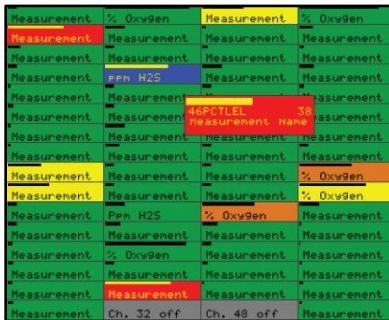 Measurement % Oxygen Measurement % Oxygen
Measurement Measurement Measurement Measurement
Measurement Measurement Measurement Measurement
Measurement ppm H2S Measurement Measurement
Measurement Measurement
46PCTLEL 38
Measurement Name
Measurement Measurement
Measurement Measurement Measurement Measurement
Measurement Measurement Measurement Measurement
Measurement Measurement Measurement % Oxygen
Measurement Measurement Measurement % Oxygen
Measurement Ppm H2S % Oxygen Measurement
Measurement Measurement Measurement Measurement
Measurement % Oxygen Measurement Measurement
Measurement Measurement Measurement Measurement
Measurement Measurement Measurement Measurement
Measurement Ch. 32 off Ch. 48 off Measurement